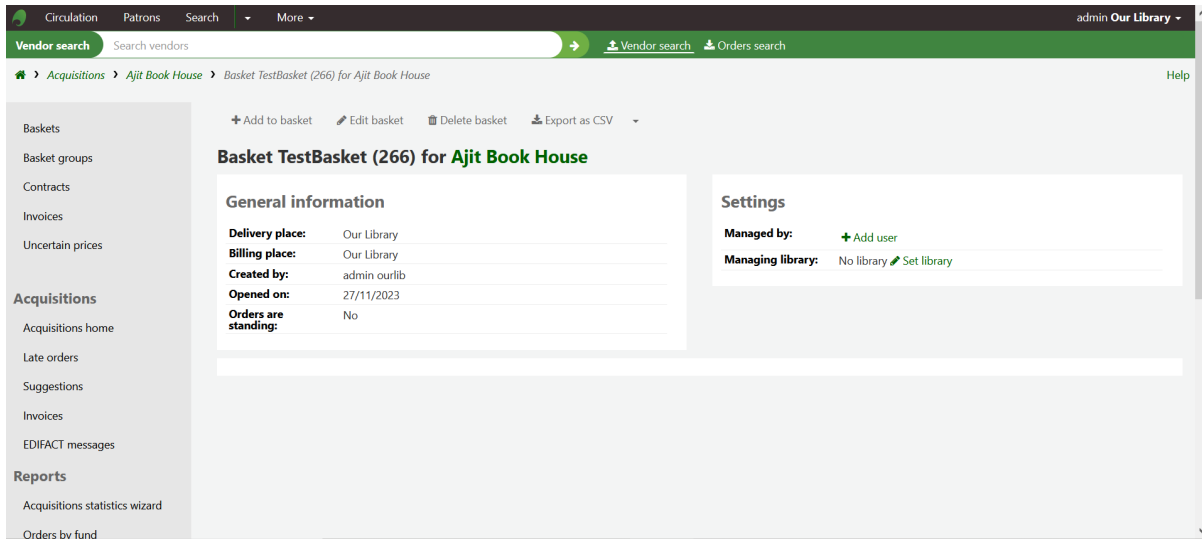 Circulation Patrons Search More admin Our Library
Vendor search Search vendors Vendor search Orders search
Acquisitions Ajit Book House Basket TestBasket (266) for Ajit Book House Help
Baskets
Basket groups
Contracts
Invoices
Uncertain prices
Acquisitions
Acquisitions home
Late orders
Suggestions
Invoices
EDIFACT messages
Reports
Acquisitions statistics wizard
Orders by fund
Add to basket Edit basket Delete basket Export as CSV
Basket TestBasket (266) for Ajit Book House
General information
Delivery place: Our Library
Billing place: Our Library
Created by: admin ourlib
Opened on: 27/11/2023
Orders are No
standing:
Settings
Managed by: Add user
Managing library: No library Set library